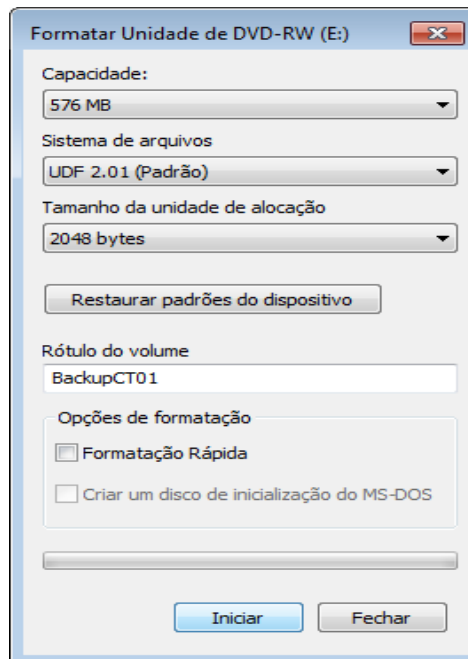 Formatar Unidade de DVD-RW (E:)
Capacidade:
576 MB
Sistema de arquivos
UDF 2.01 (Padrão)
Tamanho da unidade de alocação
2048 bytes
Restaurar padrões do dispositivo
Rótulo do volume
BackupCT01
Opções de formatação
Formatação Rápida
Criar um disco de inicialização do MS-DOS
Iniciar Fechar